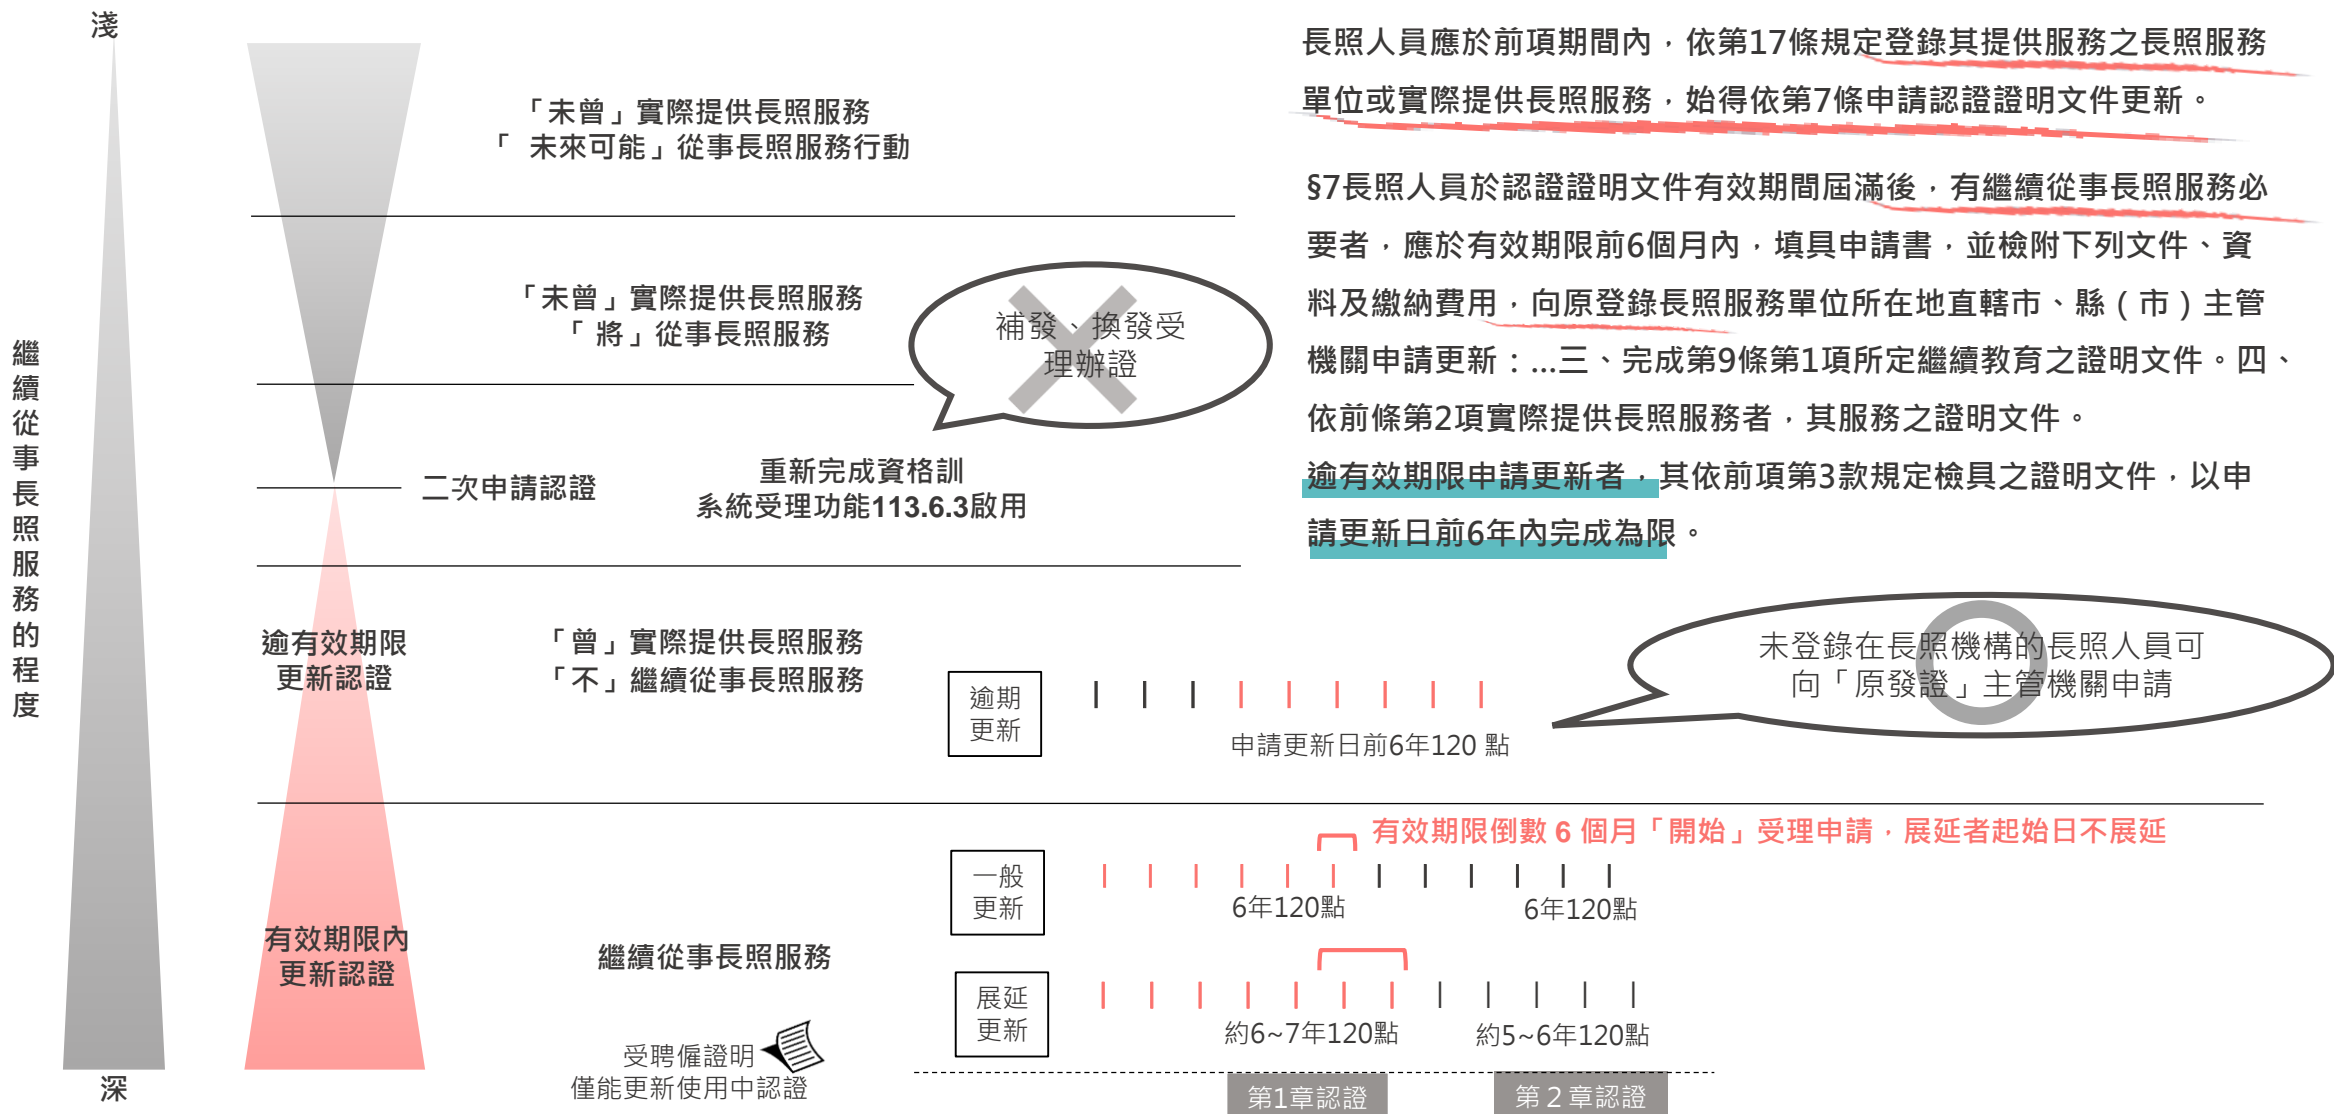 淺
繼續從事長照服務的程度
深
「未曾」實際提供長照服務
「 未來可能」從事長照服務行動
「未曾」實際提供長照服務
「 將」從事長照服務
補發、換發受
理辦證
二次申請認證
重新完成資格訓
系統受理功能113.6.3啟用
逾有效期限
更新認證
「曾」實際提供長照服務
「不」繼續從事長照服務
逾期
更新
申請更新日前6年120 點
未登錄在長照機構的長照人員可
向「原發證」主管機關申請
有效期限倒數 6 個月「開始」受理申請，展延者起始日不展延
一般
更新
6年120點
6年120點
有效期限內
更新認證
繼續從事長照服務
展延
更新
約6~7年120點
約5~6年120點
受聘僱證明
僅能更新使用中認證
第1章認證
第 2 章認證
長照人員應於前項期間內，依第17條規定登錄其提供服務之長照服務
單位或實際提供長照服務，始得依第7條申請認證證明文件更新。
§7長照人員於認證證明文件有效期間屆滿後，有繼續從事長照服務必
要者，應於有效期限前6個月內，填具申請書，並檢附下列文件、資
料及繳納費用，向原登錄長照服務單位所在地直轄市、縣（市）主管
機關申請更新：...三、完成第9條第1項所定繼續教育之證明文件。四、
依前條第2項實際提供長照服務者，其服務之證明文件。
逾有效期限申請更新者，其依前項第3款規定檢具之證明文件，以申
請更新日前6年內完成為限。